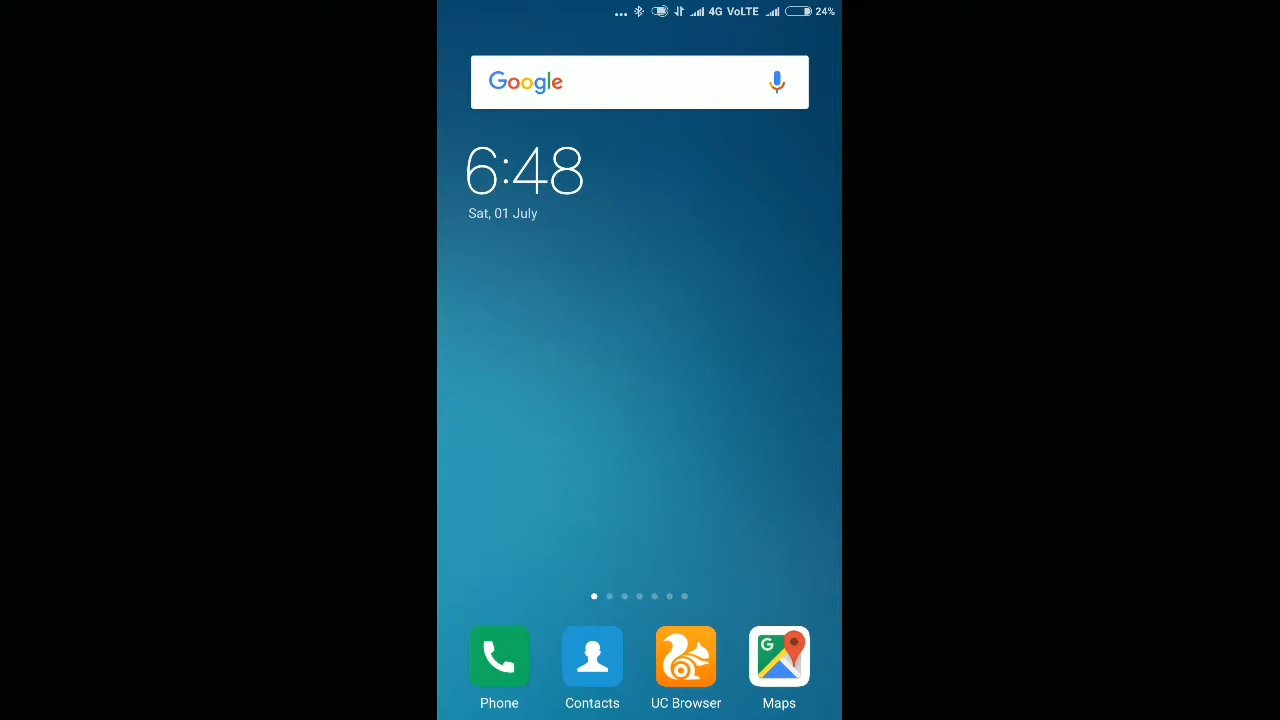 ... 4G VoLTE 24%
Google
6:48
Sat, 01 July
Phone Contacts UC Browser Maps